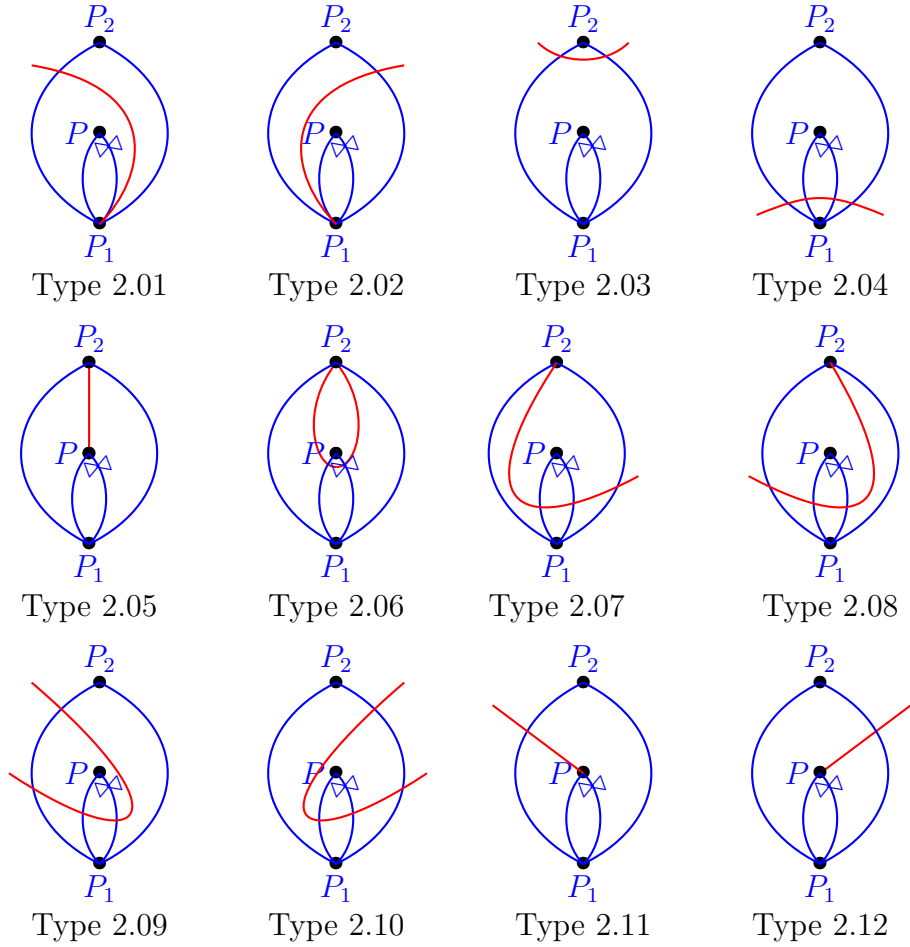 P₂ P₂ P₂ P₂
P P P P
P₁ P₁ P₁ P₁
Type 2.01 Type 2.02 Type 2.03 Type 2.04
P₂ P₂ P₂ P₂
P P P P
P₁ P₁ P₁ P₁
Type 2.05 Type 2.06 Type 2.07 Type 2.08
P₂ P₂ P₂ P₂
P P P P
P₁ P₁ P₁ P₁
Type 2.09 Type 2.10 Type 2.11 Type 2.12